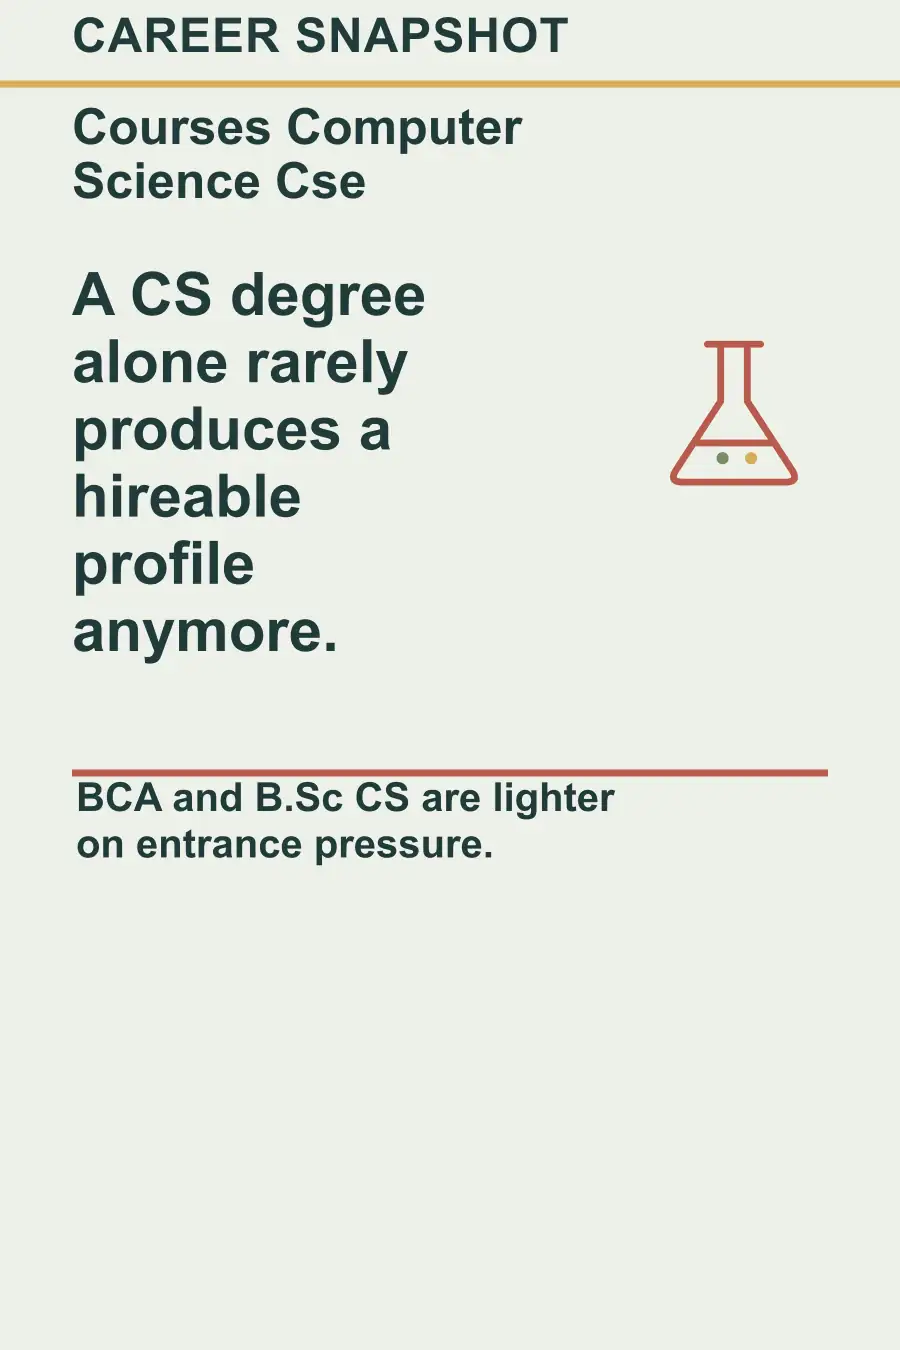 CAREER SNAPSHOT
Courses Computer
Science Cse
A CS degree
alone rarely
produces a
hireable
profile
anymore.
BCA and B.Sc CS are lighter
on entrance pressure.